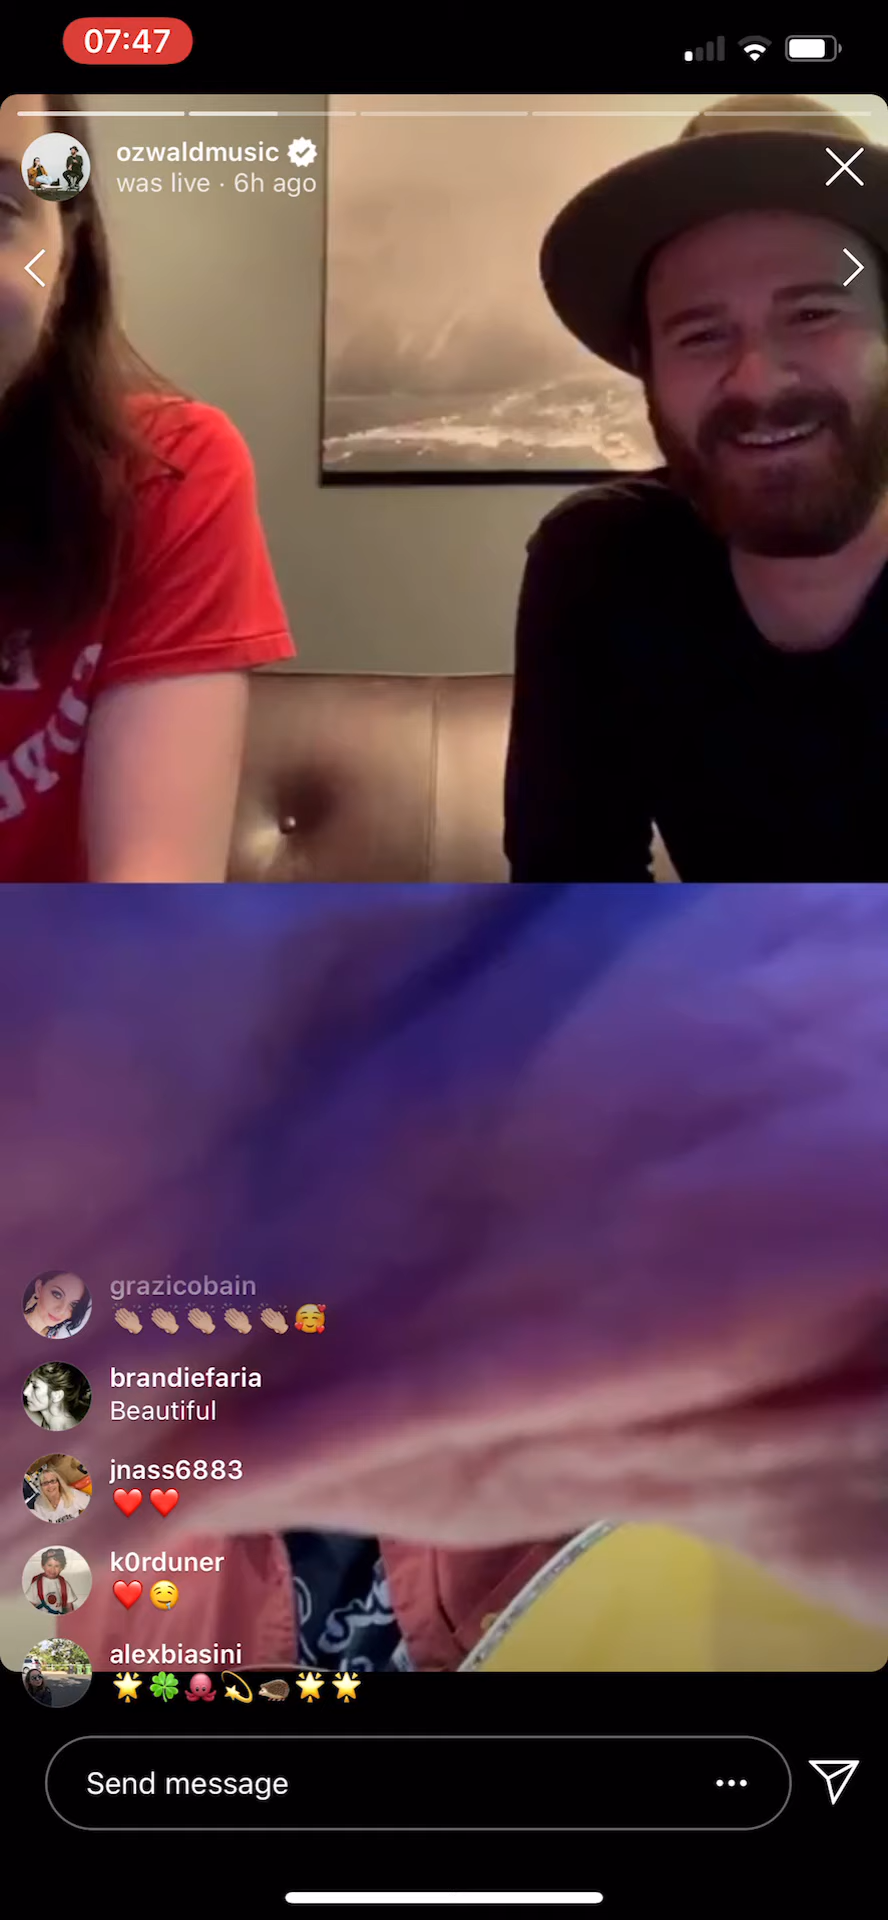 07:47
ozwaldmusic
was live · 6h ago
grazicobain
👏🏼👏🏼👏🏼👏🏼👏🏼🥰
brandiefaria
Beautiful
jnass6883
❤️❤️
k0rduner
❤️🤤
alexbiasini
🌟🍀🐙💫🦔🌟🌟
Send message